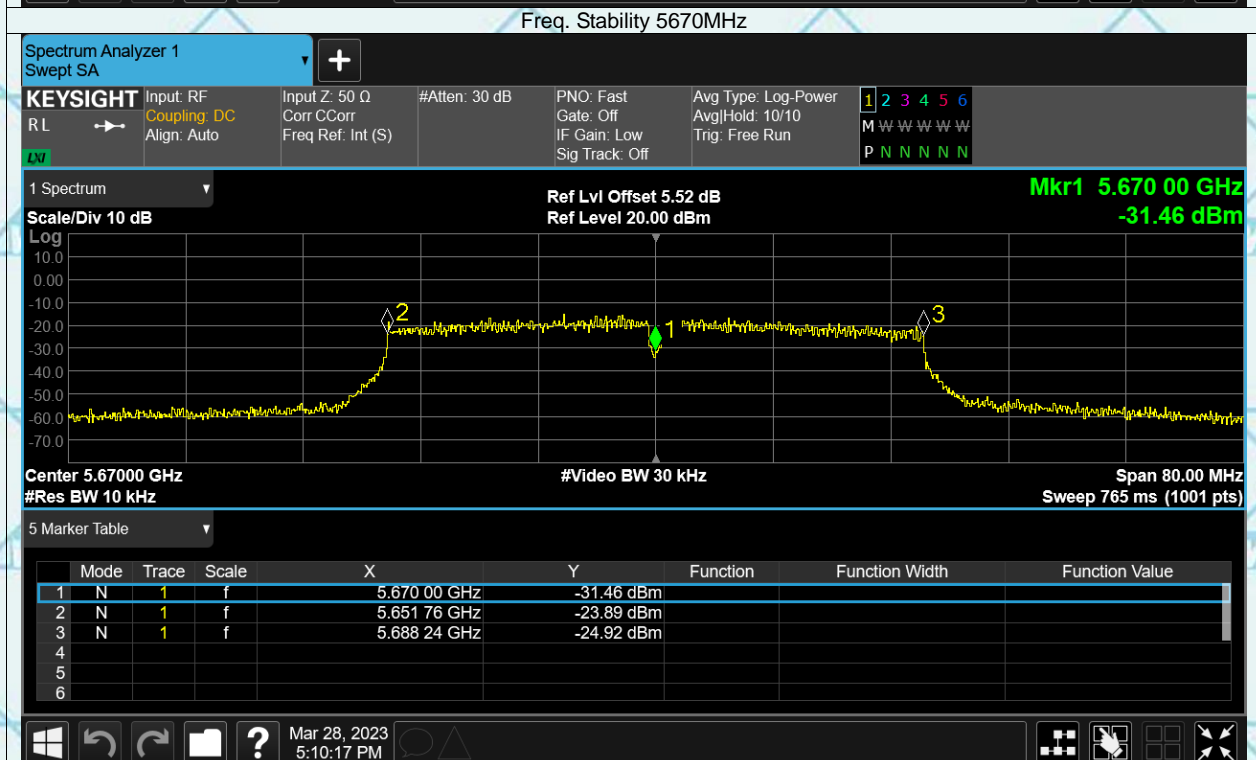 Freq. Stability 5670MHz
Spectrum Analyzer 1
Swept SA
+
KEYSIGHT
RL
LXI
Input: RF
Coupling: DC
Align: Auto
Input Z: 50 Ω
Corr CCorr
Freq Ref: Int (S)
#Atten: 30 dB
PNO: Fast
Gate: Off
IF Gain: Low
Sig Track: Off
Avg Type: Log-Power
Avg|Hold: 10/10
Trig: Free Run
1 2 3 4 5 6
M W W W W W
P N N N N N
1 Spectrum
Scale/Div 10 dB
Ref Lvl Offset 5.52 dB
Ref Level 20.00 dBm
Mkr1 5.670 00 GHz
-31.46 dBm
Log
10.0
0.00
-10.0
-20.0
-30.0
-40.0
-50.0
-60.0
-70.0
2
1
3
Center 5.67000 GHz
#Video BW 30 kHz
Span 80.00 MHz
#Res BW 10 kHz
Sweep 765 ms (1001 pts)
5 Marker Table
Mode Trace Scale X Y Function Function Width Function Value
1 N 1 f 5.670 00 GHz -31.46 dBm
2 N 1 f 5.651 76 GHz -23.89 dBm
3 N 1 f 5.688 24 GHz -24.92 dBm
4
5
6
?
Mar 28, 2023
5:10:17 PM